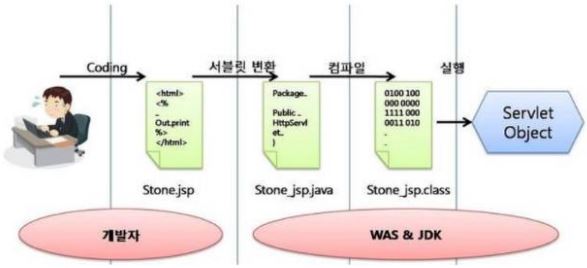 Coding
서블릿 변환
컴파일
실행
<html>
<%
..
Out.print
%>
</html>
Package..
Public ..
HttpServl
et..
}
0100 100
000 0000
1111 000
0011 010
.
.
Servlet
Object
Stone.jsp
Stone_jsp.java
Stone_jsp.class
개발자
WAS & JDK